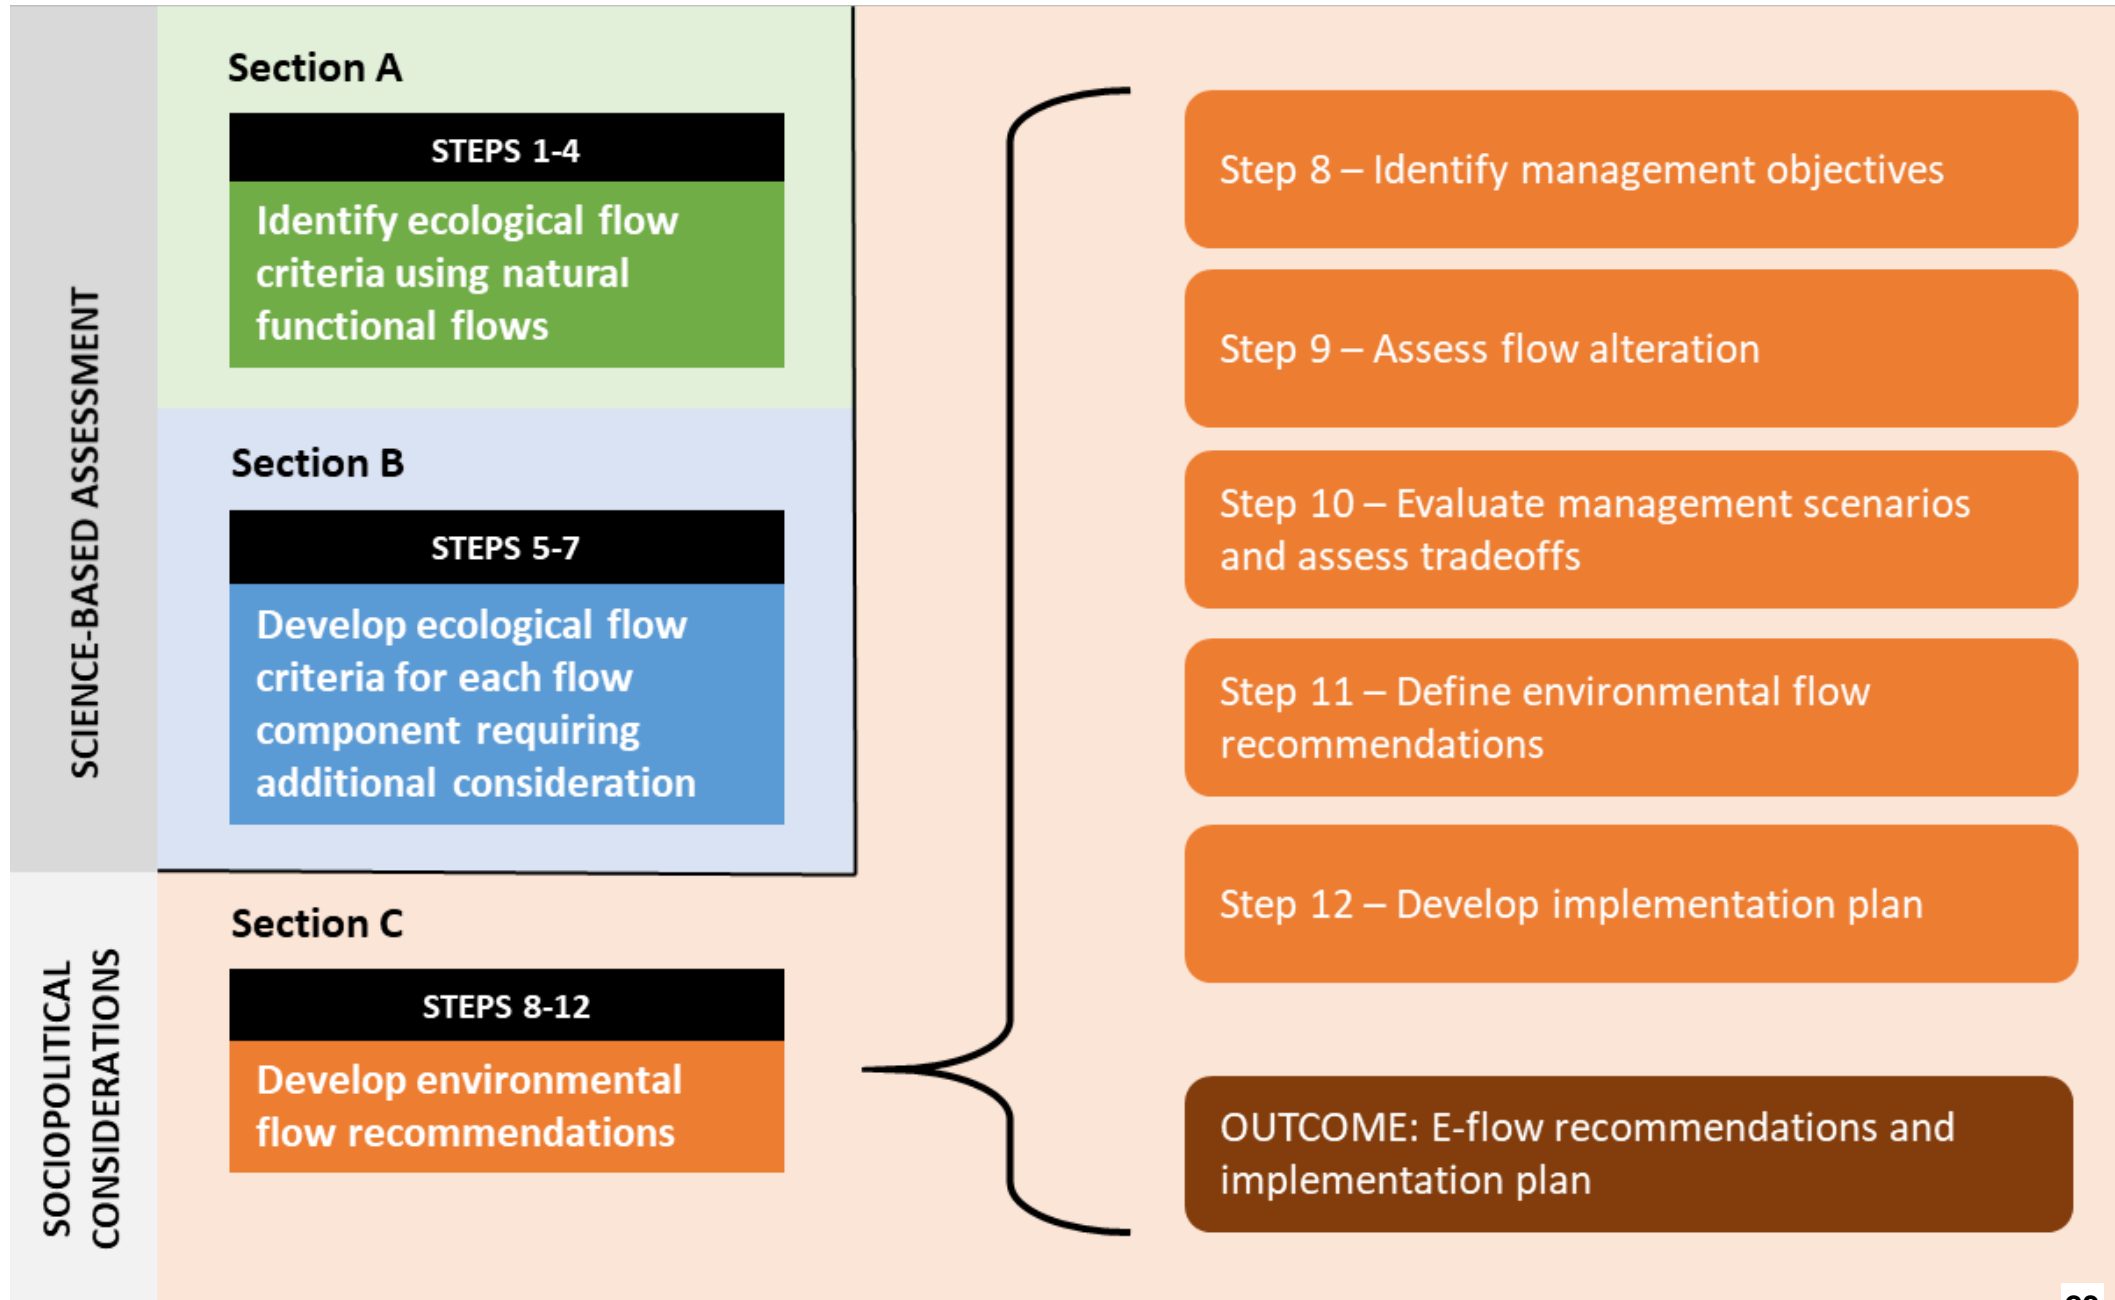 SCIENCE-BASED ASSESSMENT
Section A
STEPS 1-4
Identify ecological flow
criteria using natural
functional flows
Section B
STEPS 5-7
Develop ecological flow
criteria for each flow
component requiring
additional consideration
SOCIOPOLITICAL
CONSIDERATIONS
Section C
STEPS 8-12
Develop environmental
flow recommendations
Step 8 – Identify management objectives
Step 9 – Assess flow alteration
Step 10 – Evaluate management scenarios
and assess tradeoffs
Step 11 – Define environmental flow
recommendations
Step 12 – Develop implementation plan
OUTCOME: E-flow recommendations and
implementation plan